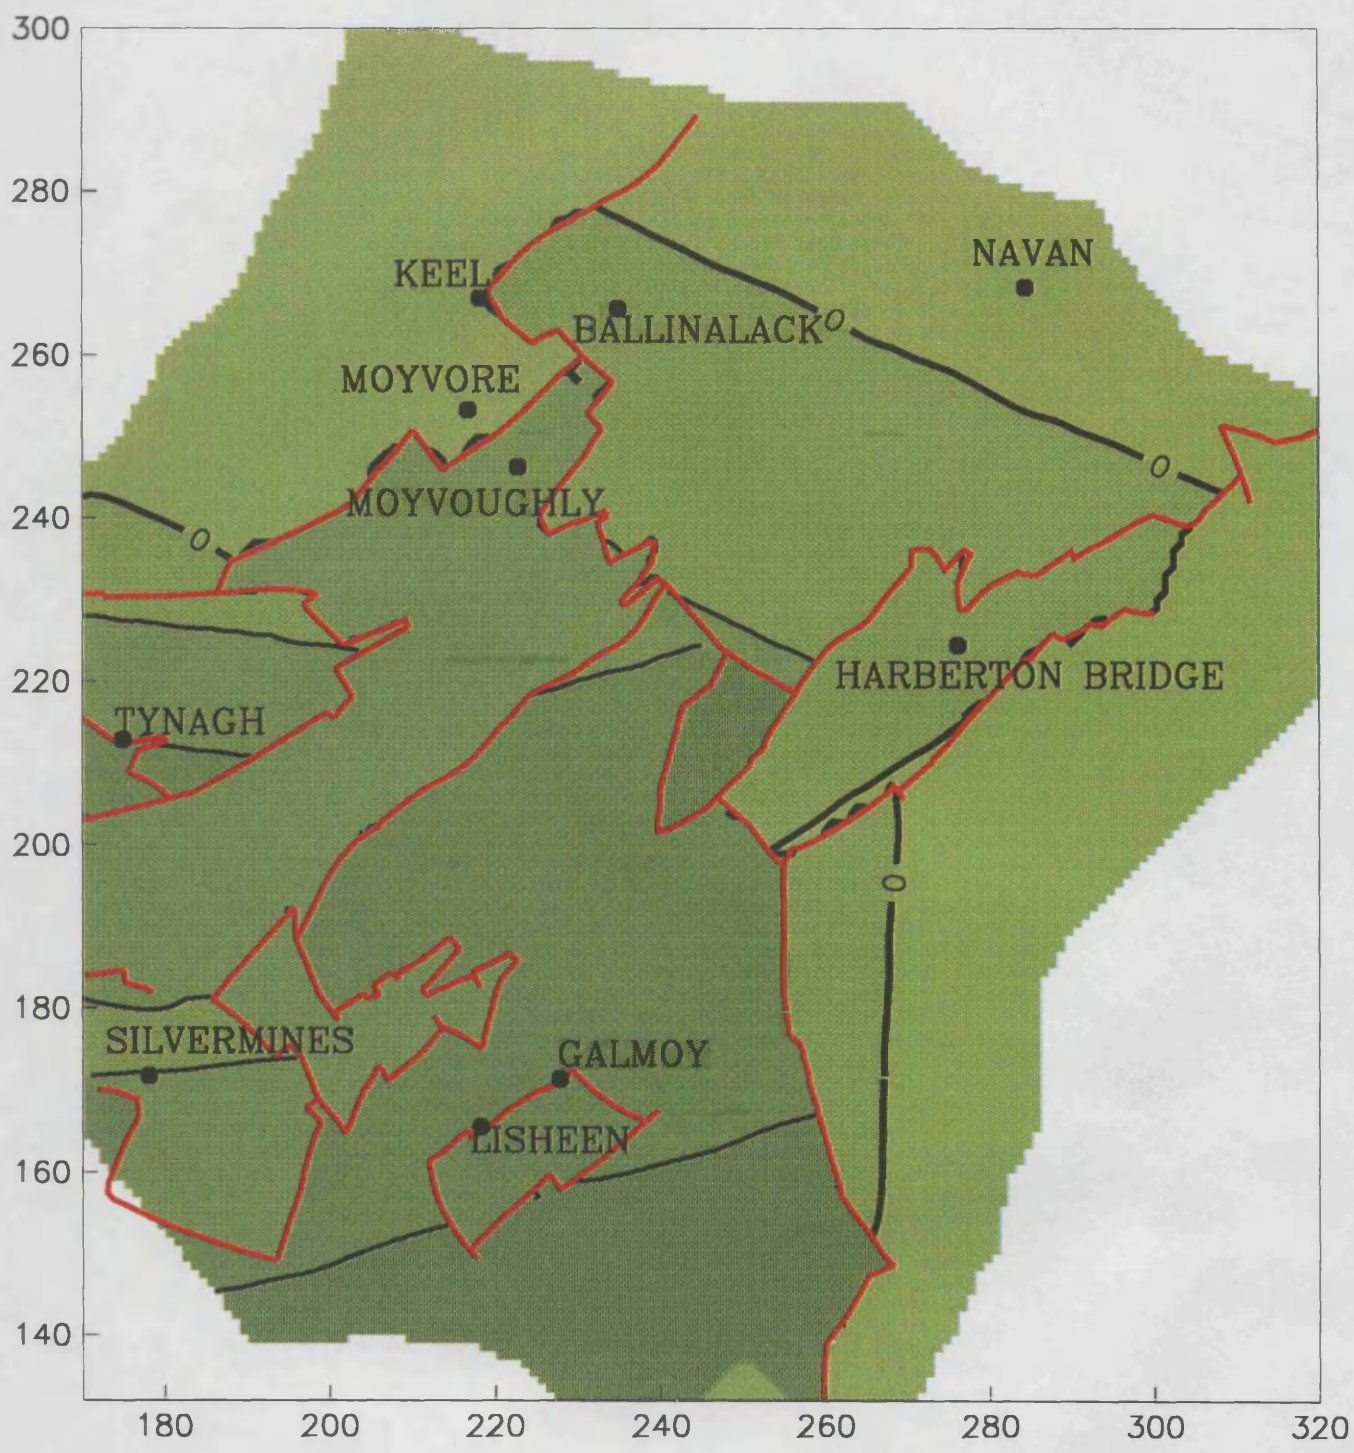 300
280
NAVAN
KEEL
BALLINALACK 0
260
MOYVORE
0
MOYVOUGHLY
240
0
HARBERTON BRIDGE
220
TYNAGH
200
0
180
SILVERMINES
GALMOY
LISHEEN
160
140
180 200 220 240 260 280 300 320